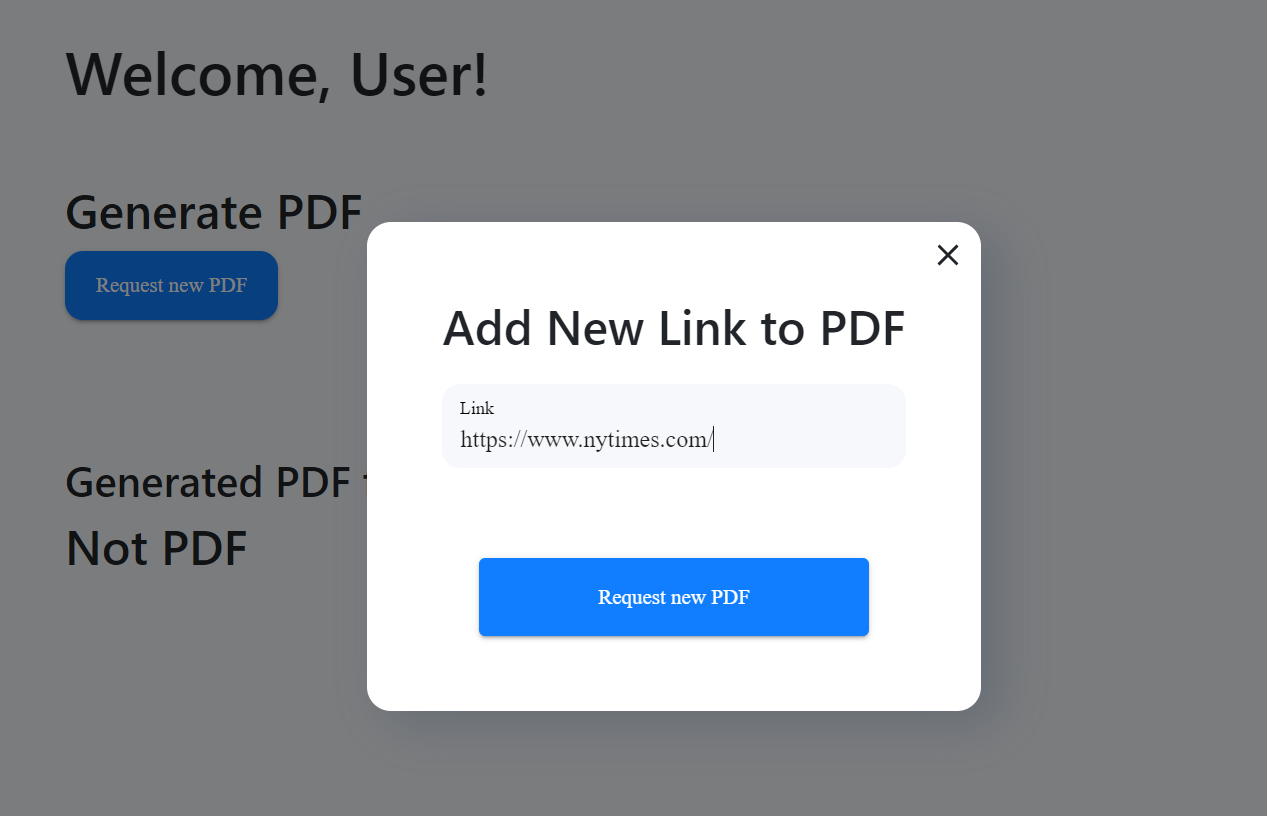 Welcome, User!
Generate PDF
Request new PDF
Add New Link to PDF
Link
https://www.nytimes.com/
Request new PDF
Generated PDF
Not PDF